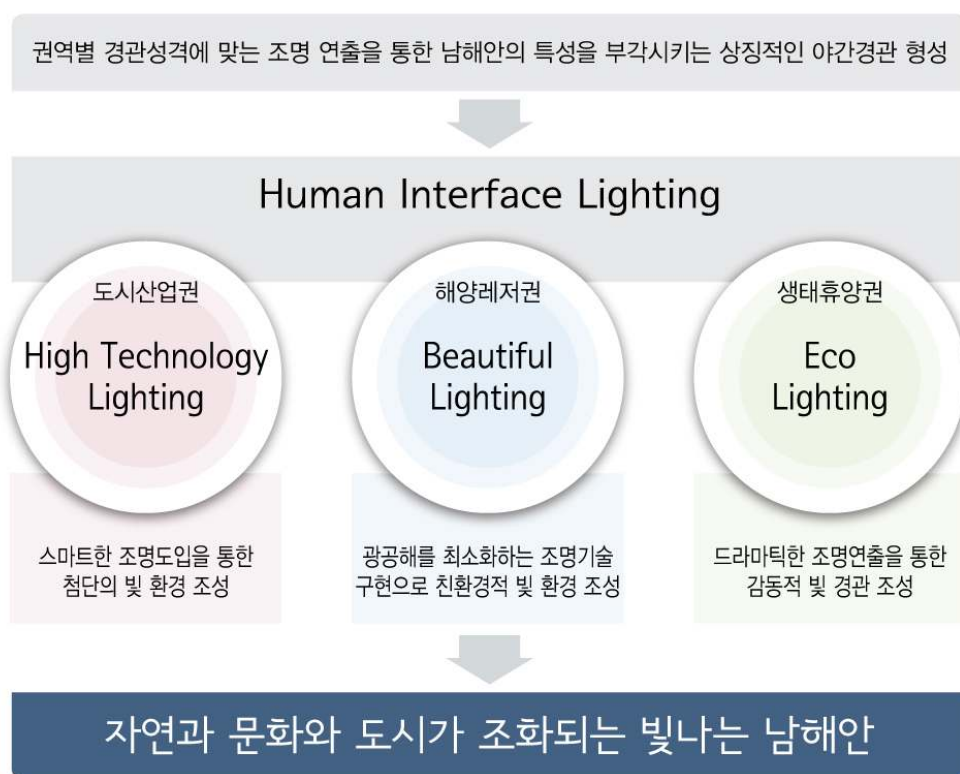 권역별 경관성격에 맞는 조명 연출을 통한 남해안의 특성을 부각시키는 상징적인 야간경관 형성
Human Interface Lighting
도시산업권
High Technology
Lighting
스마트한 조명도입을 통한
첨단의 빛 환경 조성
해양레저권
Beautiful
Lighting
광공해를 최소화하는 조명기술
구현으로 친환경적 빛 환경 조성
생태휴양권
Eco
Lighting
드라마틱한 조명연출을 통한
감동적 빛 경관 조성
자연과 문화와 도시가 조화되는 빛나는 남해안